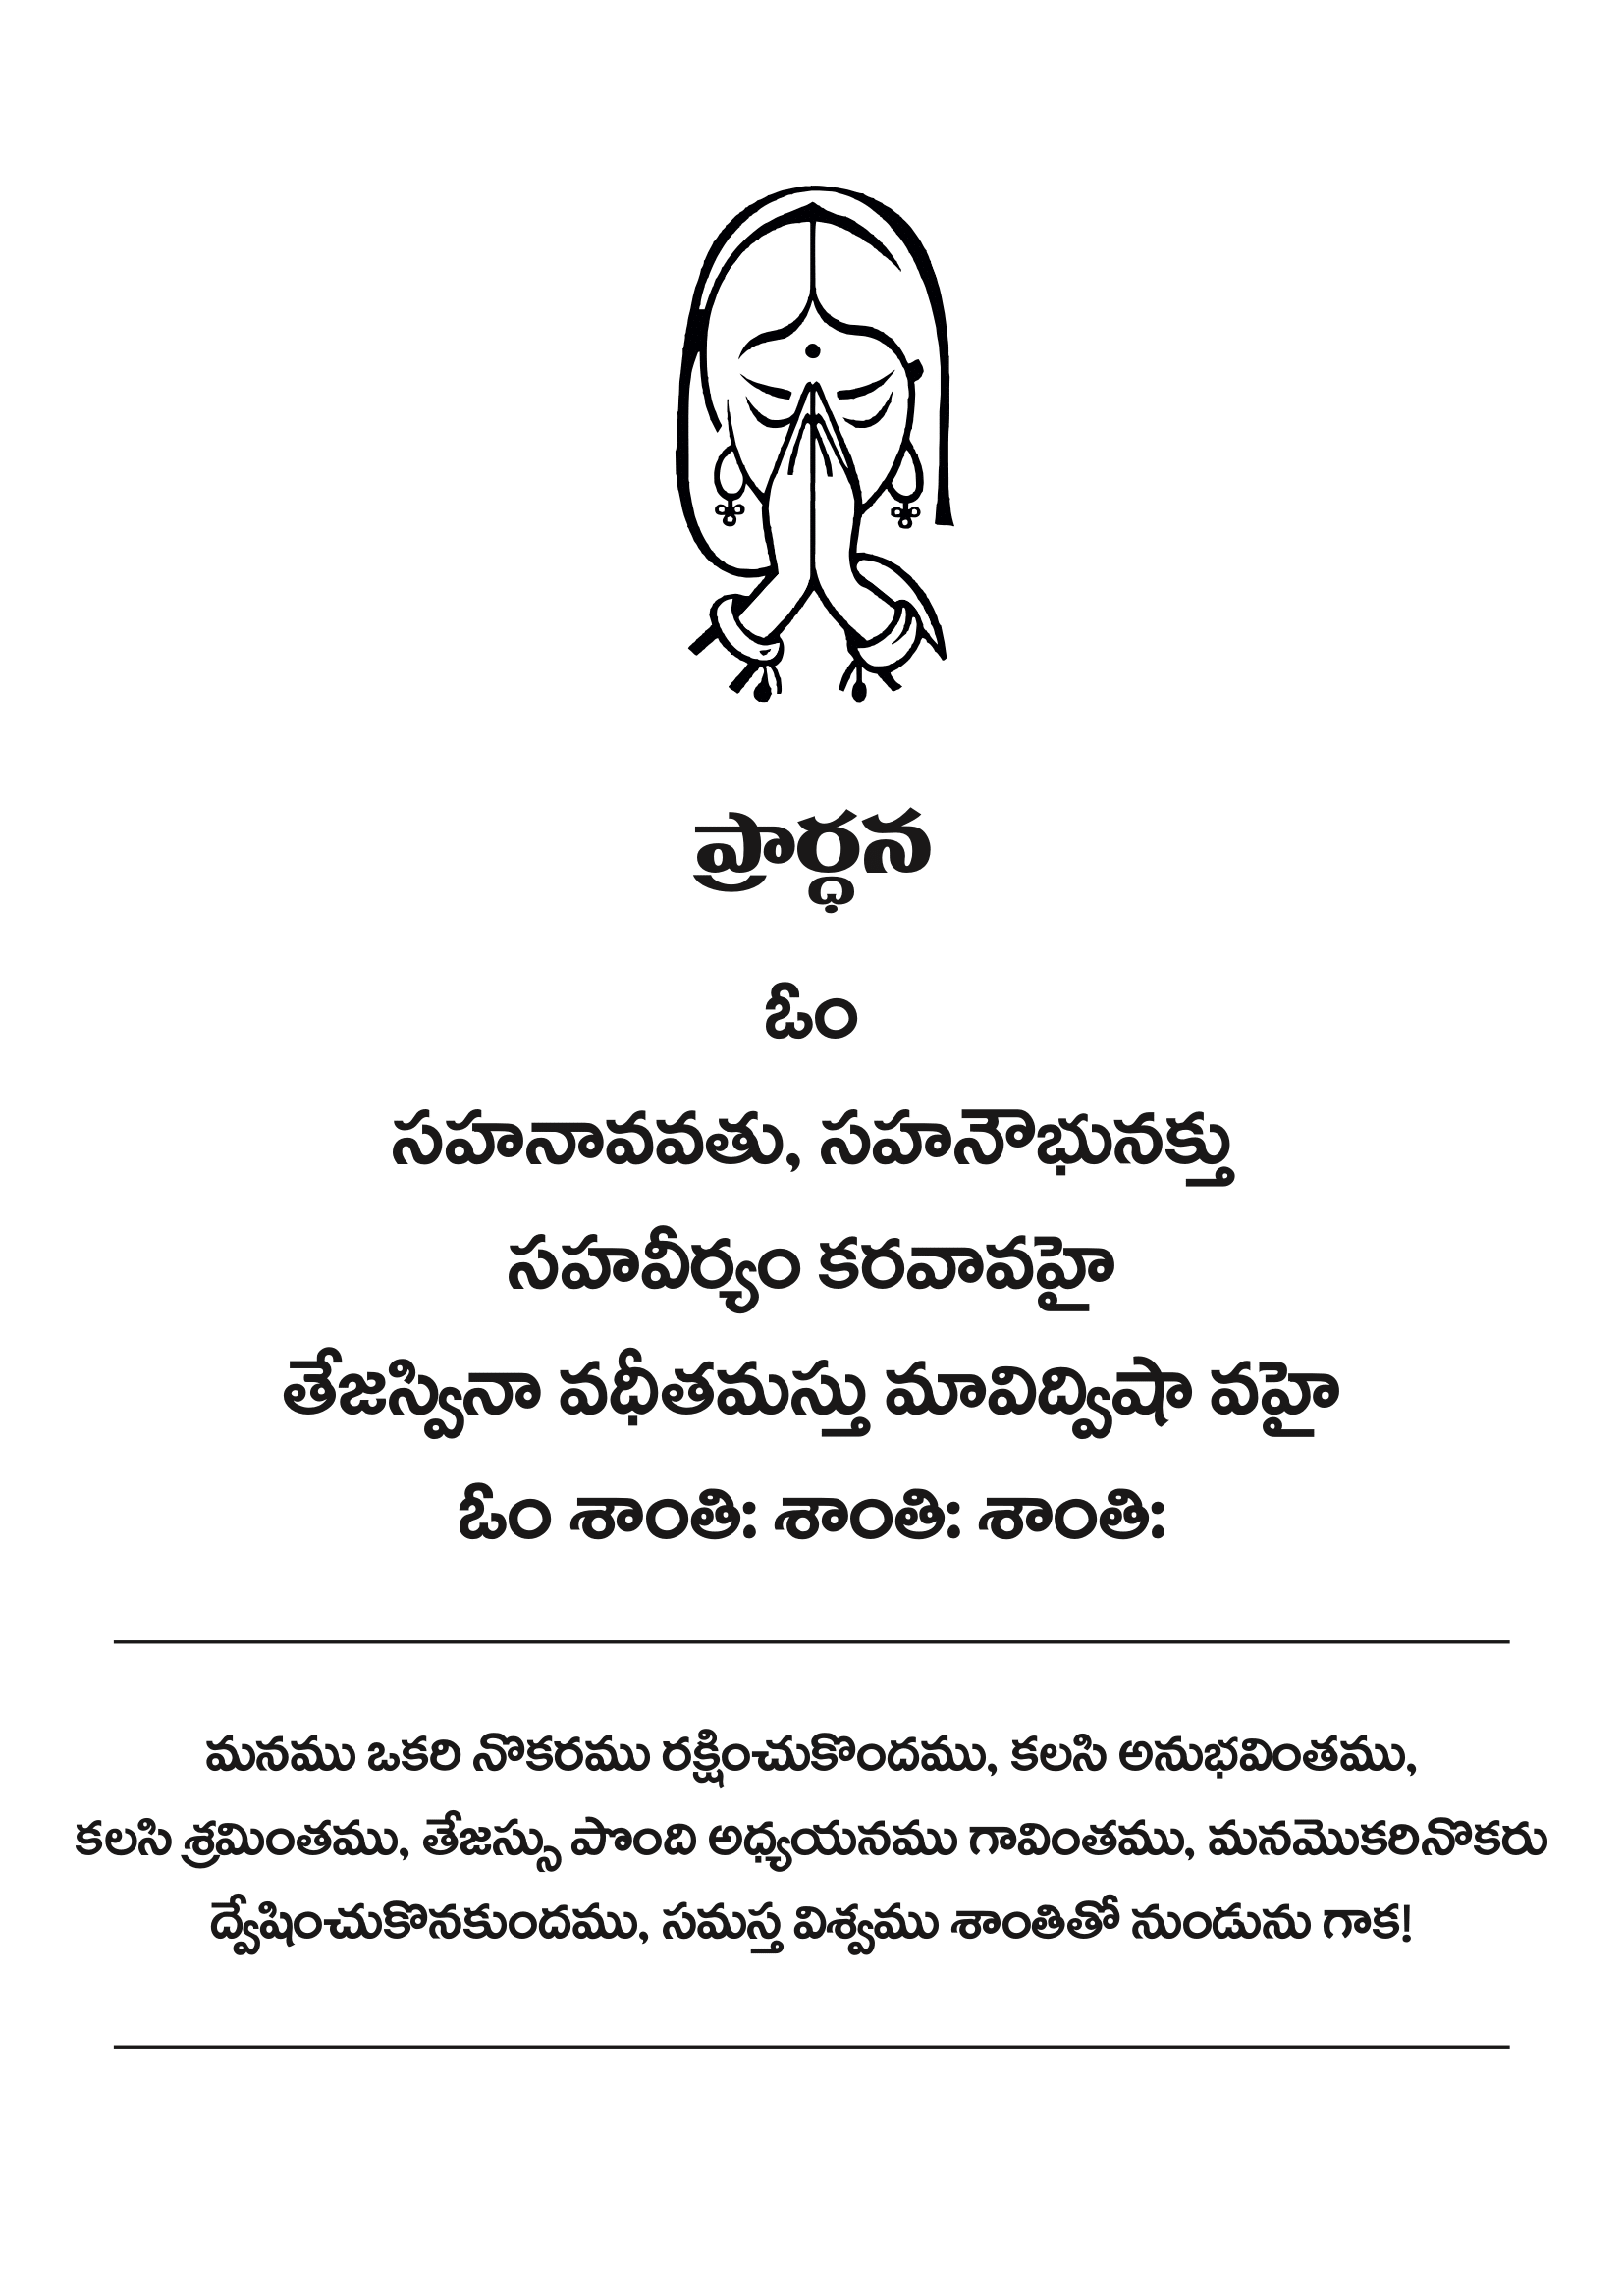 ప్రార్ధన
ఓం
సహనావవతు, సహనౌభునక్తు
సహవీర్యం కరవావహై
తేజస్వినా వధీతమస్తు మావిద్విషా వహై
ఓం శాంతి: శాంతి: శాంతి:
మనము ఒకరి నొకరము రక్షించుకొందము, కలసి అనుభవింతము,
కలసి శ్రమింతము, తేజస్సు పొంది అధ్యయనము గావింతము, మనమొకరినొకరు
ద్వేషించుకొనకుందము, సమస్త విశ్వము శాంతితో నుండును గాక!